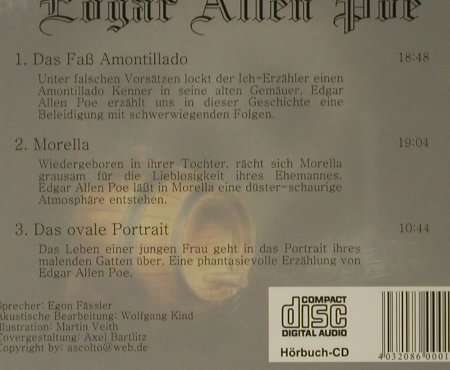 Edgar Allen Poe
1. Das Faß Amontillado 18:48
Unter falschen Vorsätzen lockt der Ich-Erzähler einen
Amontillado Kenner in seine alten Gemäuer. Edgar
Allen Poe erzählt uns in dieser Geschichte eine
Beleidigung mit schwerwiegenden Folgen.
2. Morella 19:04
Wiedergeboren in ihrer Tochter, rächt sich Morella
grausam für die Lieblosigkeit ihres Ehemannes.
Edgar Allen Poe läßt in Morella eine düster-schaurige
Atmosphäre entstehen.
3. Das ovale Portrait 10:44
Das Leben einer jungen Frau geht in das Portrait ihres
malenden Gatten über. Eine phantasievolle Erzählung von
Edgar Allen Poe.
Sprecher: Egon Fässler
Akustische Bearbeitung: Wolfgang Kind
Illustration: Martin Veith
Covergestaltung: Axel Bartlitz
Copyright by: ascolto@web.de
COMPACT
disc
DIGITAL AUDIO
Hörbuch-CD
4 032086 0001